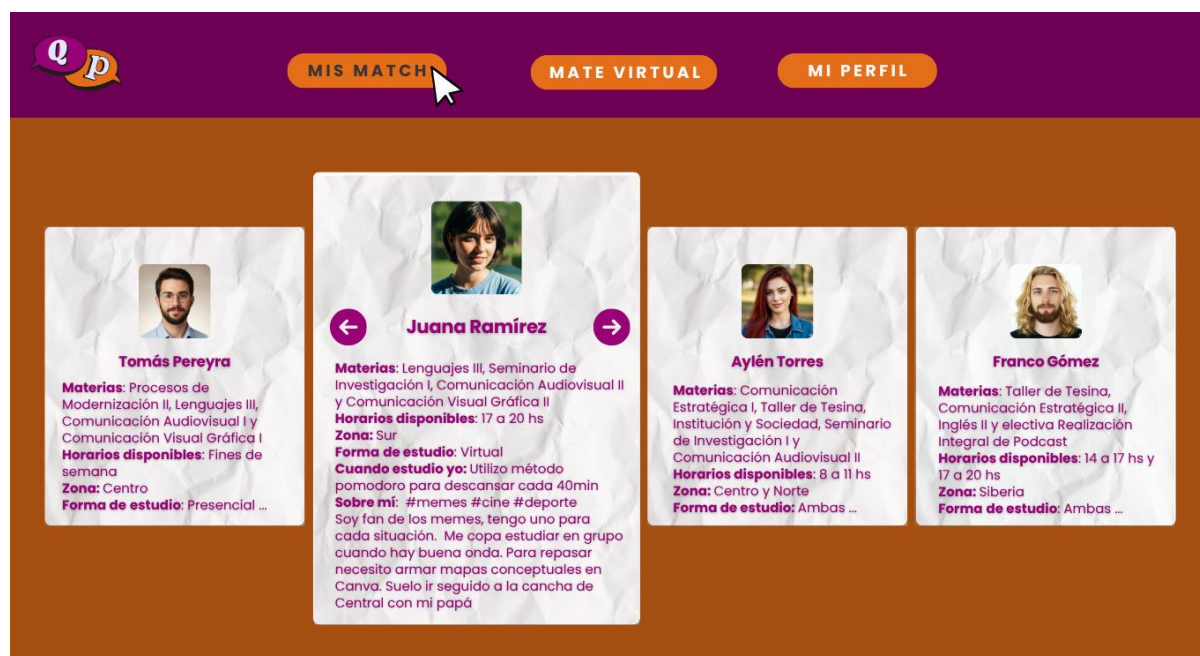 Q
p
MIS MATCH
MATE VIRTUAL
MI PERFIL
Tomás Pereyra
Materias: Procesos de
Modernización II, Lenguajes III,
Comunicación Audiovisual I y
Comunicación Visual Gráfica I
Horarios disponibles: Fines de
semana
Zona: Centro
Forma de estudio: Presencial ...
Juana Ramírez
Materias: Lenguajes III, Seminario de
Investigación I, Comunicación Audiovisual II
y Comunicación Visual Gráfica II
Horarios disponibles: 17 a 20 hs
Zona: Sur
Forma de estudio: Virtual
Cuando estudio yo: Utilizo método
pomodoro para descansar cada 40min
Sobre mí: #memes #cine #deporte
Soy fan de los memes, tengo uno para
cada situación. Me copa estudiar en grupo
cuando hay buena onda. Para repasar
necesito armar mapas conceptuales en
Canva. Suelo ir seguido a la cancha de
Central con mi papá
Aylén Torres
Materias: Comunicación
Estratégica I, Taller de Tesina,
Institución y Sociedad, Seminario
de Investigación I y
Comunicación Audiovisual II
Horarios disponibles: 8 a 11 hs
Zona: Centro y Norte
Forma de estudio: Ambas ...
Franco Gómez
Materias: Taller de Tesina,
Comunicación Estratégica II,
Inglés II y electiva Realización
Integral de Podcast
Horarios disponibles: 14 a 17 hs y
17 a 20 hs
Zona: Siberia
Forma de estudio: Ambas ...